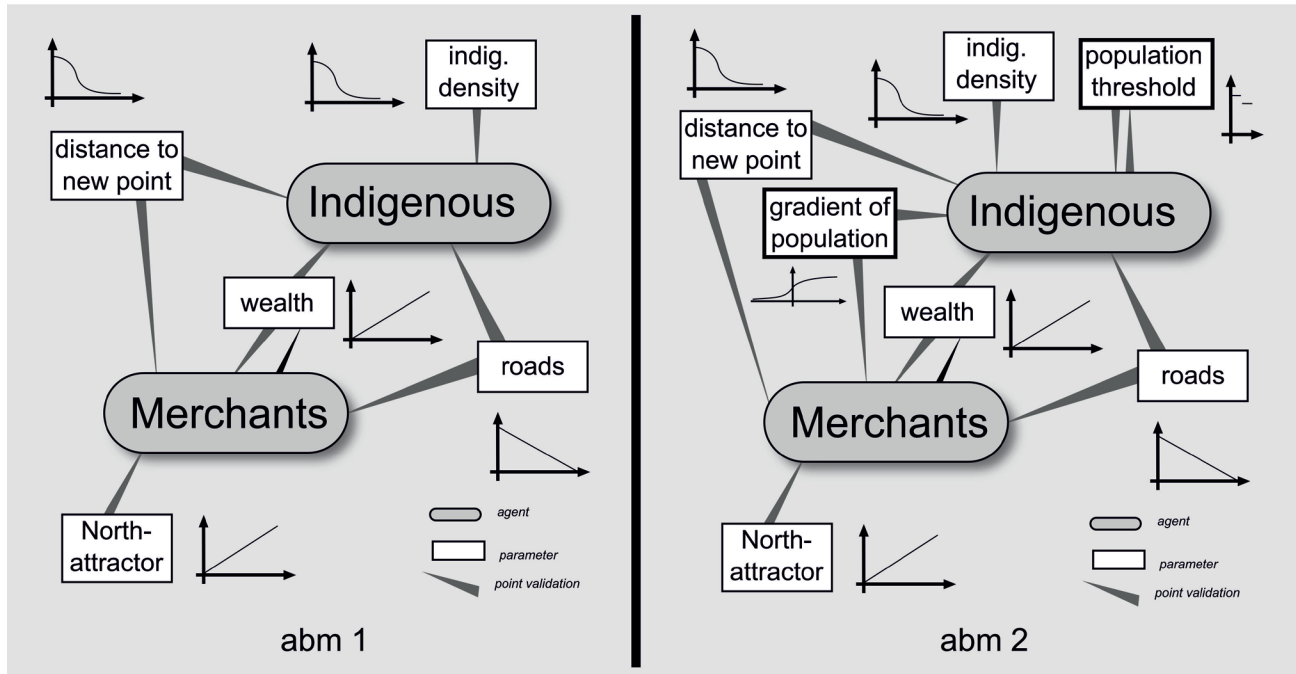 indig.
density
distance to
new point
Indigenous
wealth
roads
Merchants
North-
attractor
agent
parameter
point validation
abm 1
indig.
density
population
threshold
distance to
new point
gradient of
population
Indigenous
wealth
roads
Merchants
North-
attractor
agent
parameter
point validation
abm 2